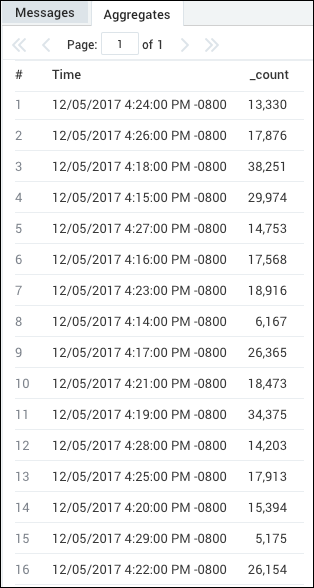 Messages Aggregates
Page: 1 of 1
# Time _count
1 12/05/2017 4:24:00 PM -0800 13,330
2 12/05/2017 4:26:00 PM -0800 17,876
3 12/05/2017 4:18:00 PM -0800 38,251
4 12/05/2017 4:15:00 PM -0800 29,974
5 12/05/2017 4:27:00 PM -0800 14,753
6 12/05/2017 4:16:00 PM -0800 17,568
7 12/05/2017 4:23:00 PM -0800 18,916
8 12/05/2017 4:14:00 PM -0800 6,167
9 12/05/2017 4:17:00 PM -0800 26,365
10 12/05/2017 4:21:00 PM -0800 18,473
11 12/05/2017 4:19:00 PM -0800 34,375
12 12/05/2017 4:28:00 PM -0800 14,203
13 12/05/2017 4:25:00 PM -0800 17,913
14 12/05/2017 4:20:00 PM -0800 15,394
15 12/05/2017 4:29:00 PM -0800 5,175
16 12/05/2017 4:22:00 PM -0800 26,154